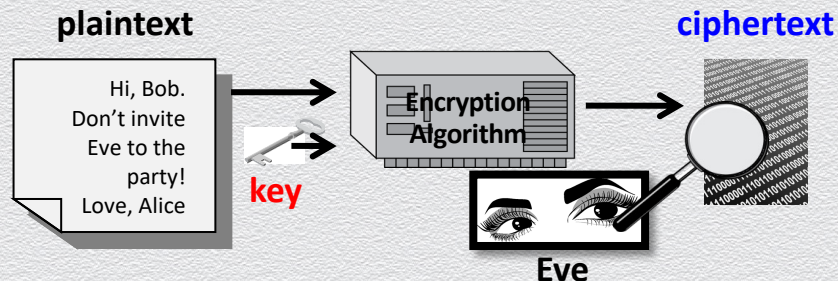 plaintext
ciphertext
Hi, Bob.
Don’t invite
Eve to the
party!
Love, Alice
key
Encryption
Algorithm
Eve